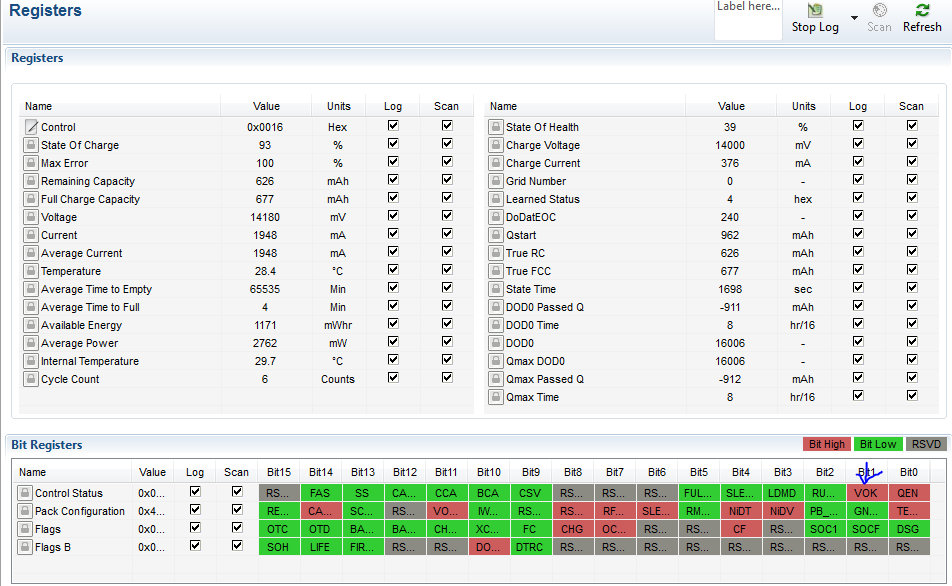 Registers
Label here...
Stop Log Scan Refresh
Registers
Name Value Units Log Scan Name Value Units Log Scan
Control 0x0016 Hex State Of Health 39 %
State Of Charge 93 % Charge Voltage 14000 mV
Max Error 100 % Charge Current 376 mA
Remaining Capacity 626 mAh Grid Number 0 -
Full Charge Capacity 677 mAh Learned Status 4 hex
Voltage 14180 mV DoDatEOC 240 -
Current 1948 mA Qstart 962 mAh
Average Current 1948 mA True RC 626 mAh
Temperature 28.4 °C True FCC 677 mAh
Average Time to Empty 65535 Min State Time 1698 sec
Average Time to Full 4 Min DOD0 Passed Q -911 mAh
Available Energy 1171 mWhr DOD0 Time 8 hr/16
Average Power 2762 mW DOD0 16006 -
Internal Temperature 29.7 °C Qmax DOD0 16006 -
Cycle Count 6 Counts Qmax Passed Q -912 mAh
Qmax Time 8 hr/16
Bit Registers Bit High Bit Low RSVD
Name Value Log Scan Bit15 Bit14 Bit13 Bit12 Bit11 Bit10 Bit9 Bit8 Bit7 Bit6 Bit5 Bit4 Bit3 Bit2 Bit1 Bit0
Control Status 0x0... RS... FAS SS CA... CCA BCA CSV RS... RS... RS... FUL... SLE... LDMD RU... VOK QEN
Pack Configuration 0x4... RE... CA... SC... RS... VO... IW... RS... RS... RF... SLE... RM... NiDT NiDV PB_... GN... TE...
Flags 0x0... OTC OTD BA... BA... CH... XC... FC CHG OC... RS... RS... CF RS... SOC1 SOCF DSG
Flags B 0x0... SOH LIFE FIR... RS... RS... DO... DTRC RS... RS... RS... RS... RS... RS... RS... RS... RS...